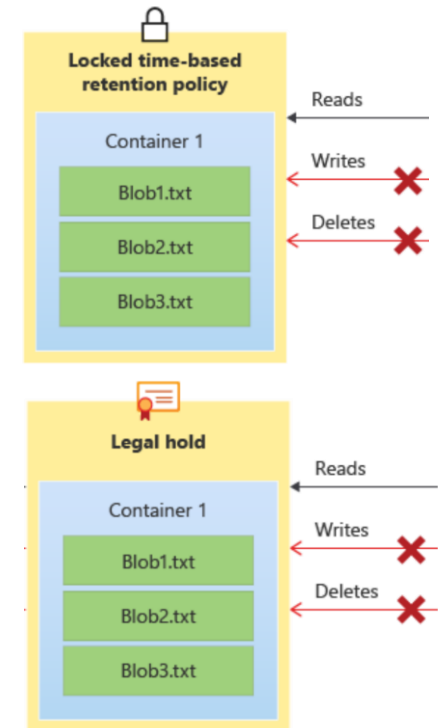 Locked time-based
retention policy
Reads
Container 1
Writes
Blob1.txt
Deletes
Blob2.txt
Blob3.txt
Legal hold
Reads
Container 1
Writes
Blob1.txt
Deletes
Blob2.txt
Blob3.txt